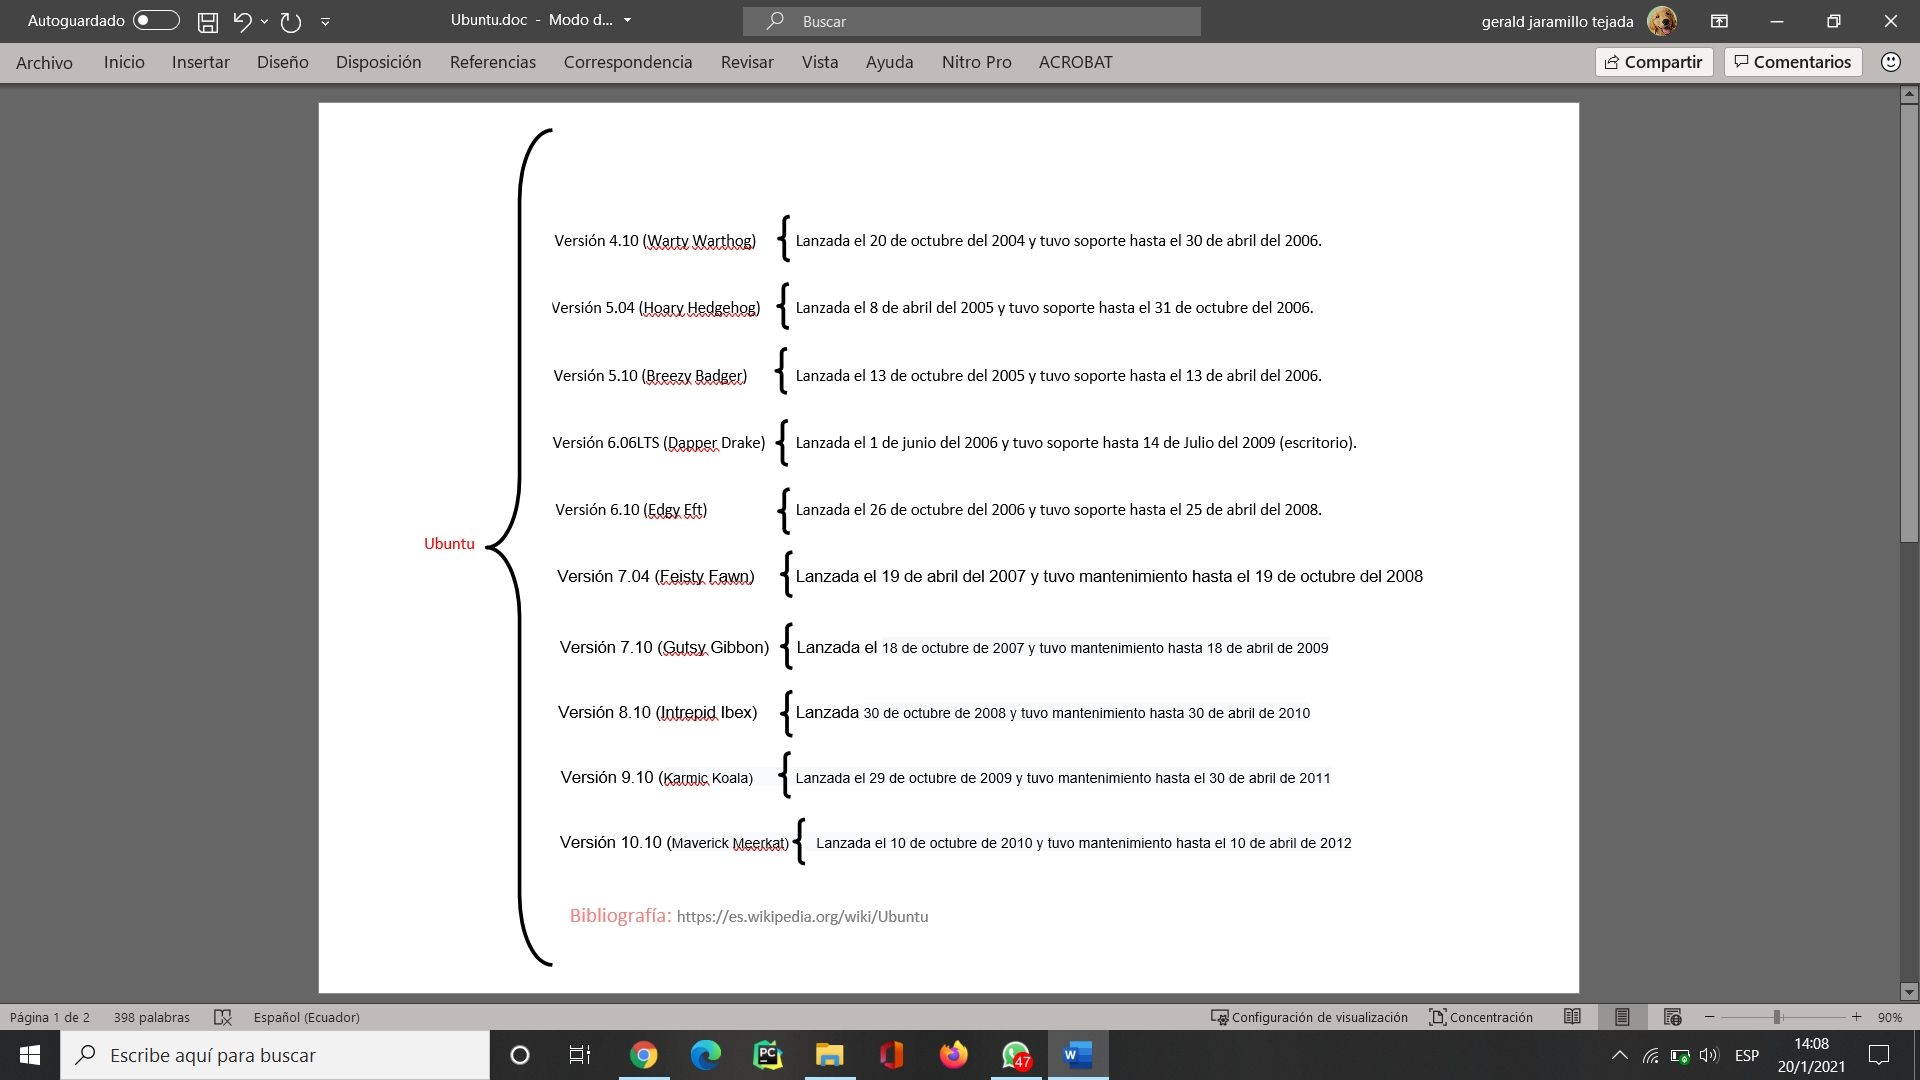 Autoguardado
Ubuntu.doc - Modo d...
Buscar
gerald jaramillo tejada
Archivo Inicio Insertar Diseño Disposición Referencias Correspondencia Revisar Vista Ayuda Nitro Pro ACROBAT
Compartir Comentarios
Versión 4.10 (Warty Warthog) Lanzada el 20 de octubre del 2004 y tuvo soporte hasta el 30 de abril del 2006.
Versión 5.04 (Hoary Hedgehog) Lanzada el 8 de abril del 2005 y tuvo soporte hasta el 31 de octubre del 2006.
Versión 5.10 (Breezy Badger) Lanzada el 13 de octubre del 2005 y tuvo soporte hasta el 13 de abril del 2006.
Versión 6.06LTS (Dapper Drake) Lanzada el 1 de junio del 2006 y tuvo soporte hasta 14 de Julio del 2009 (escritorio).
Versión 6.10 (Edgy Eft) Lanzada el 26 de octubre del 2006 y tuvo soporte hasta el 25 de abril del 2008.
Ubuntu
Versión 7.04 (Feisty Fawn) Lanzada el 19 de abril del 2007 y tuvo mantenimiento hasta el 19 de octubre del 2008
Versión 7.10 (Gutsy Gibbon) Lanzada el 18 de octubre de 2007 y tuvo mantenimiento hasta 18 de abril de 2009
Versión 8.10 (Intrepid Ibex) Lanzada 30 de octubre de 2008 y tuvo mantenimiento hasta 30 de abril de 2010
Versión 9.10 (Karmic Koala) Lanzada el 29 de octubre de 2009 y tuvo mantenimiento hasta el 30 de abril de 2011
Versión 10.10 (Maverick Meerkat) Lanzada el 10 de octubre de 2010 y tuvo mantenimiento hasta el 10 de abril de 2012
Bibliografía: https://es.wikipedia.org/wiki/Ubuntu
Página 1 de 2 398 palabras Español (Ecuador) Configuración de visualización Concentración 90%
Escribe aquí para buscar
PC
47
W
ESP
14:08
20/1/2021